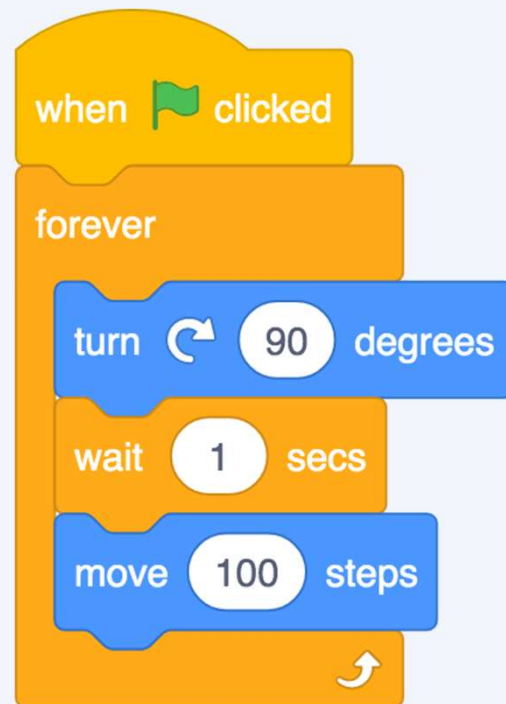 when clicked
forever
turn 90 degrees
wait 1 secs
move 100 steps